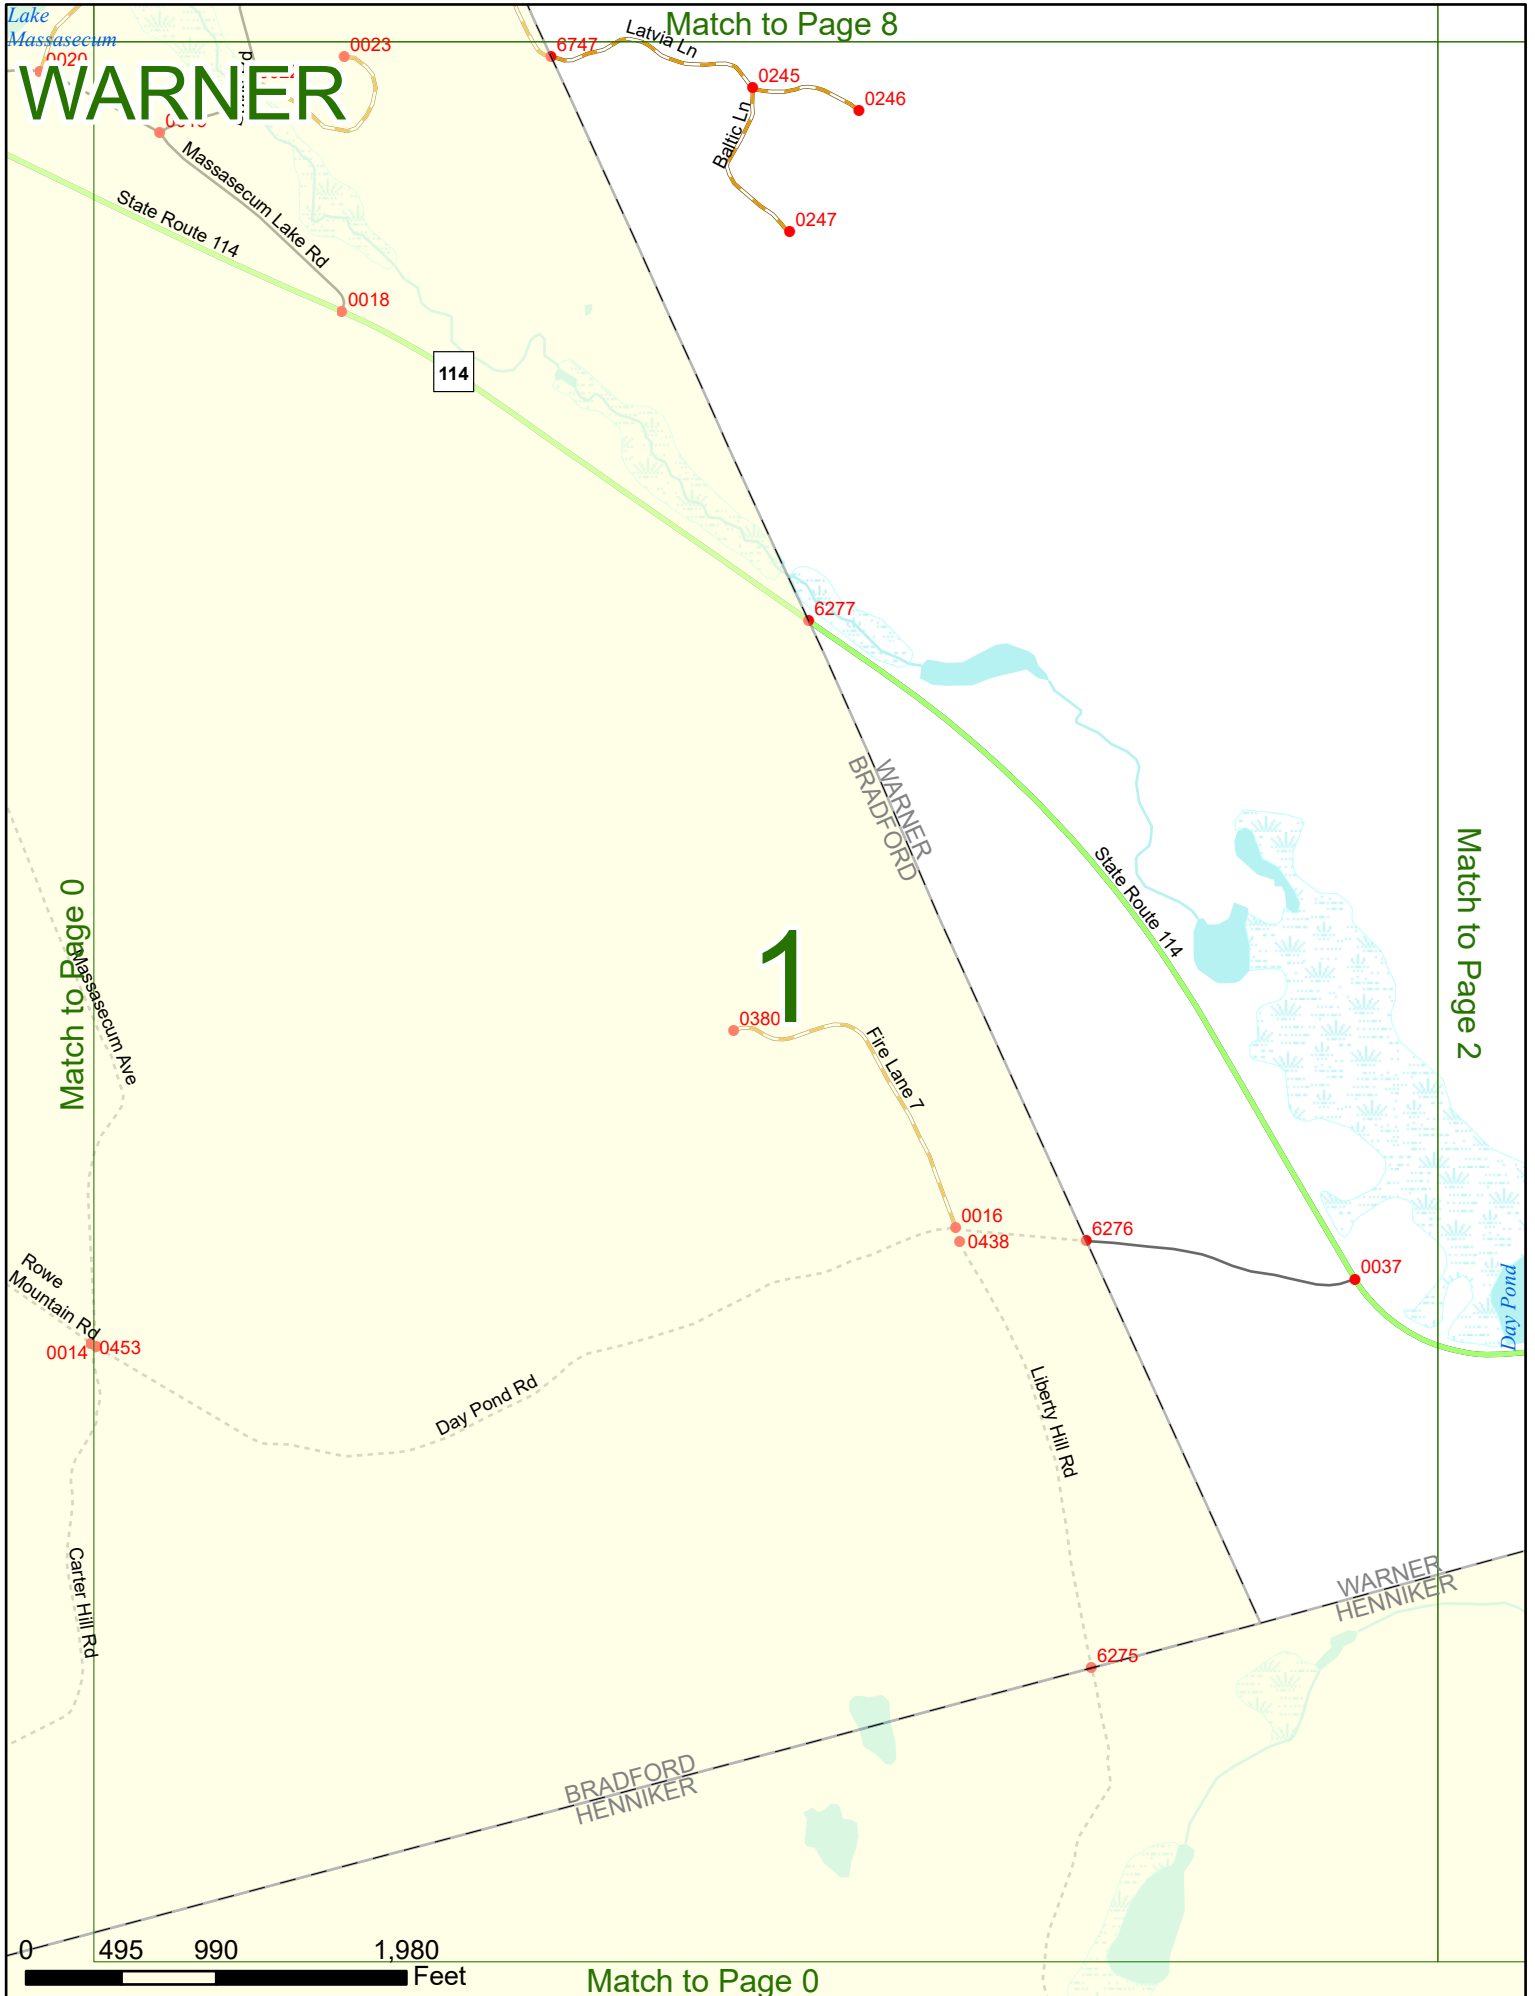 Lake
Massasecum
Match to Page 8
WARNER
0023
6747
Latvia Ln
0245
0246
Baltic Ln
0247
Massasecum Lake Rd
State Route 114
0018
114
6277
WARNER
BRADFORD
State Route 114
Match to Page 0
Massasecum Ave
Match to Page 2
1
0380
Fire Lane 7
0016
0438
6276
0037
Day Pond
Rowe
Mountain Rd
0014
0453
Day Pond Rd
Liberty Hill Rd
Carter Hill Rd
WARNER
HENNIKER
6275
BRADFORD
HENNIKER
0 495 990 1,980
Feet
Match to Page 0